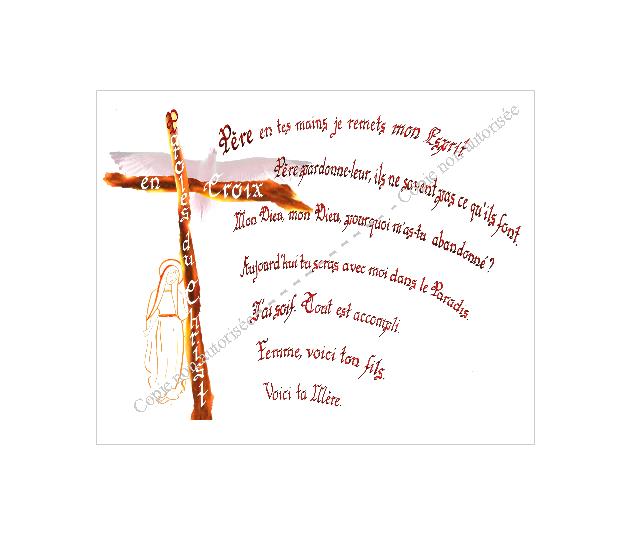 Paroles du Christ
en Croix
Père en tes mains je remets mon Esprit
Père pardonne-leur, ils ne savent pas ce qu'ils font.
Mon Dieu, mon Dieu, pourquoi m'as-tu abandonné ?
Aujourd'hui tu seras avec moi dans le Paradis.
J'ai soif. Tout est accompli.
Femme, voici ton fils.
Voici ta Mère.
Copie non autorisée
Copie non autorisée